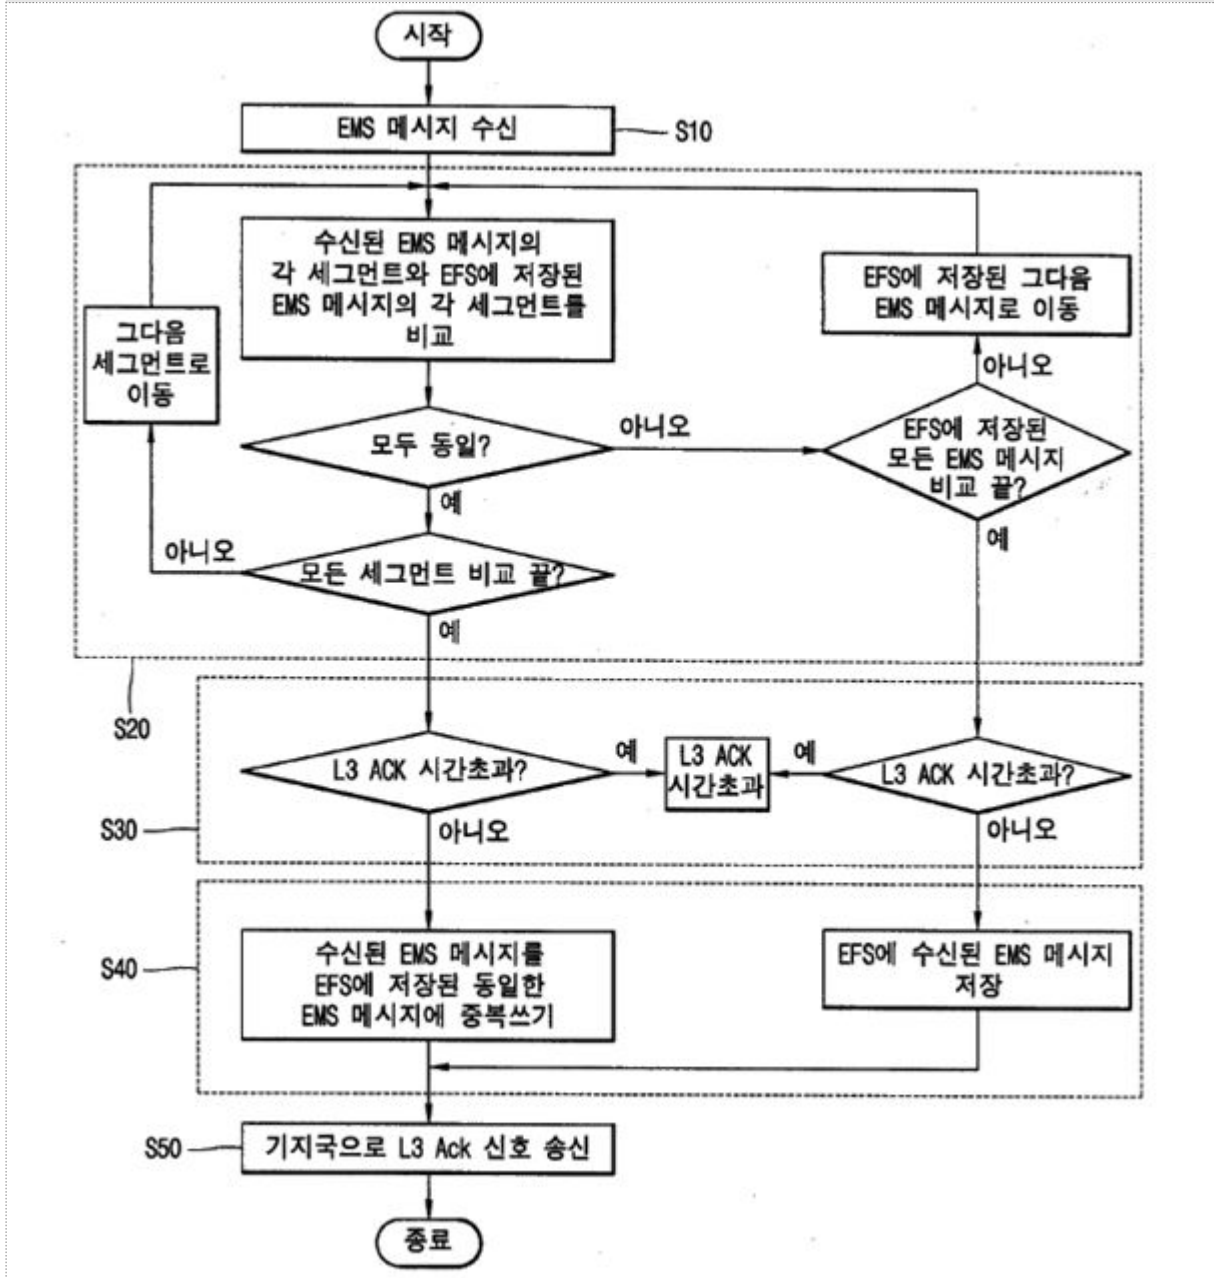 시작
EMS 메시지 수신
S10
수신된 EMS 메시지의
각 세그먼트와 EFS에 저장된
EMS 메시지의 각 세그먼트를
비교
EFS에 저장된 그다음
EMS 메시지로 이동
그다음
세그먼트로
이동
아니오
모두 동일?
아니오
EFS에 저장된
모든 EMS 메시지
비교 끝?
예
예
아니오
모든 세그먼트 비교 끝?
예
S20
L3 ACK 시간초과?
예
L3 ACK
시간초과
예
L3 ACK 시간초과?
S30
아니오
아니오
수신된 EMS 메시지를
EFS에 저장된 동일한
EMS 메시지에 중복쓰기
EFS에 수신된 EMS 메시지
저장
S40
S50
기지국으로 L3 Ack 신호 송신
종료